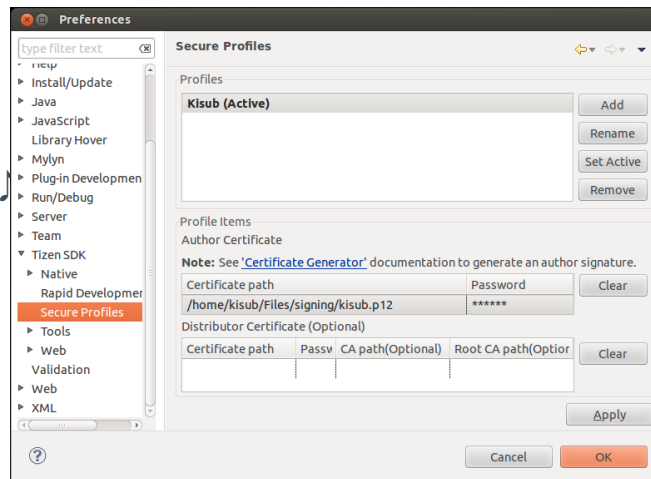 Preferences
type filter text
Secure Profiles
Help
Install/Update
Java
JavaScript
Library Hover
Mylyn
Plug-in Developmen
Run/Debug
Server
Team
Tizen SDK
Native
Rapid Developmer
Secure Profiles
Tools
Web
Validation
Web
XML
Profiles
Kisub (Active)
Add
Rename
Set Active
Remove
Profile Items
Author Certificate
Note: See 'Certificate Generator' documentation to generate an author signature.
Certificate path Password
Clear
/home/kisub/Files/signing/kisub.p12 ******
Distributor Certificate (Optional)
Certificate path Passw CA path(Optional) Root CA path(Option
Clear
Apply
Cancel
OK